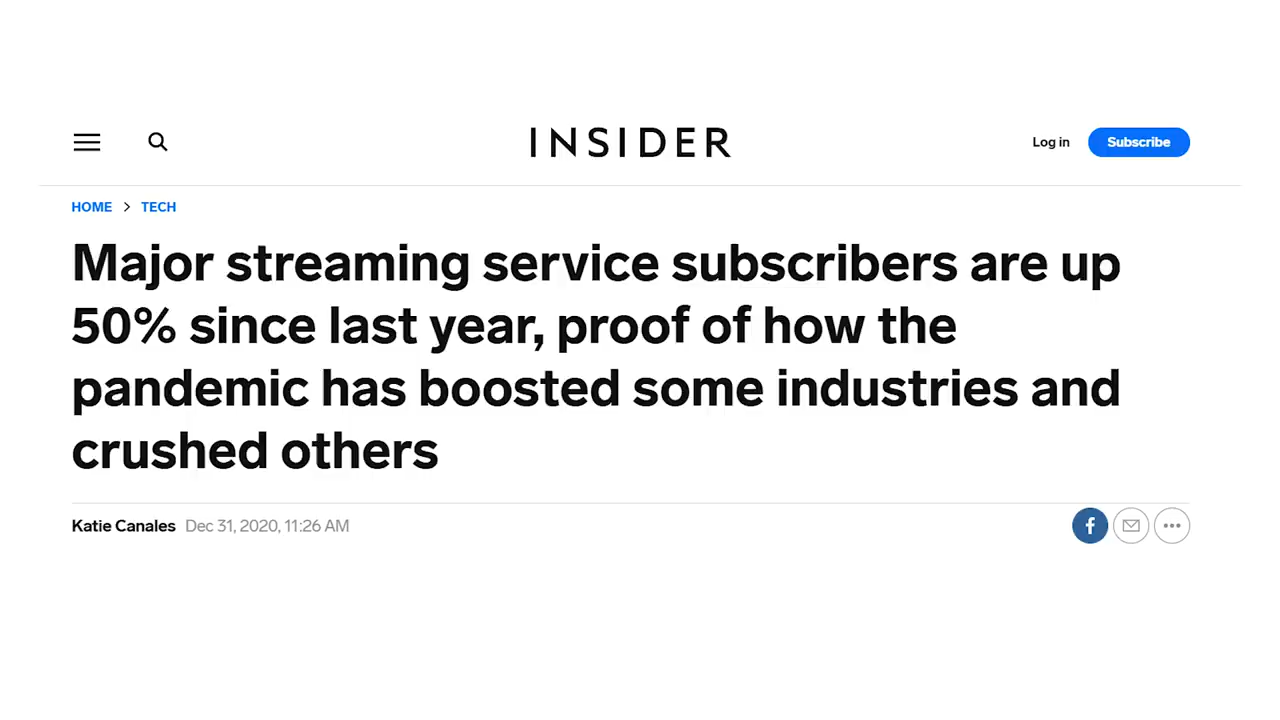 INSIDER
Log in
Subscribe
HOME > TECH
Major streaming service subscribers are up
50% since last year, proof of how the
pandemic has boosted some industries and
crushed others
Katie Canales Dec 31, 2020, 11:26 AM